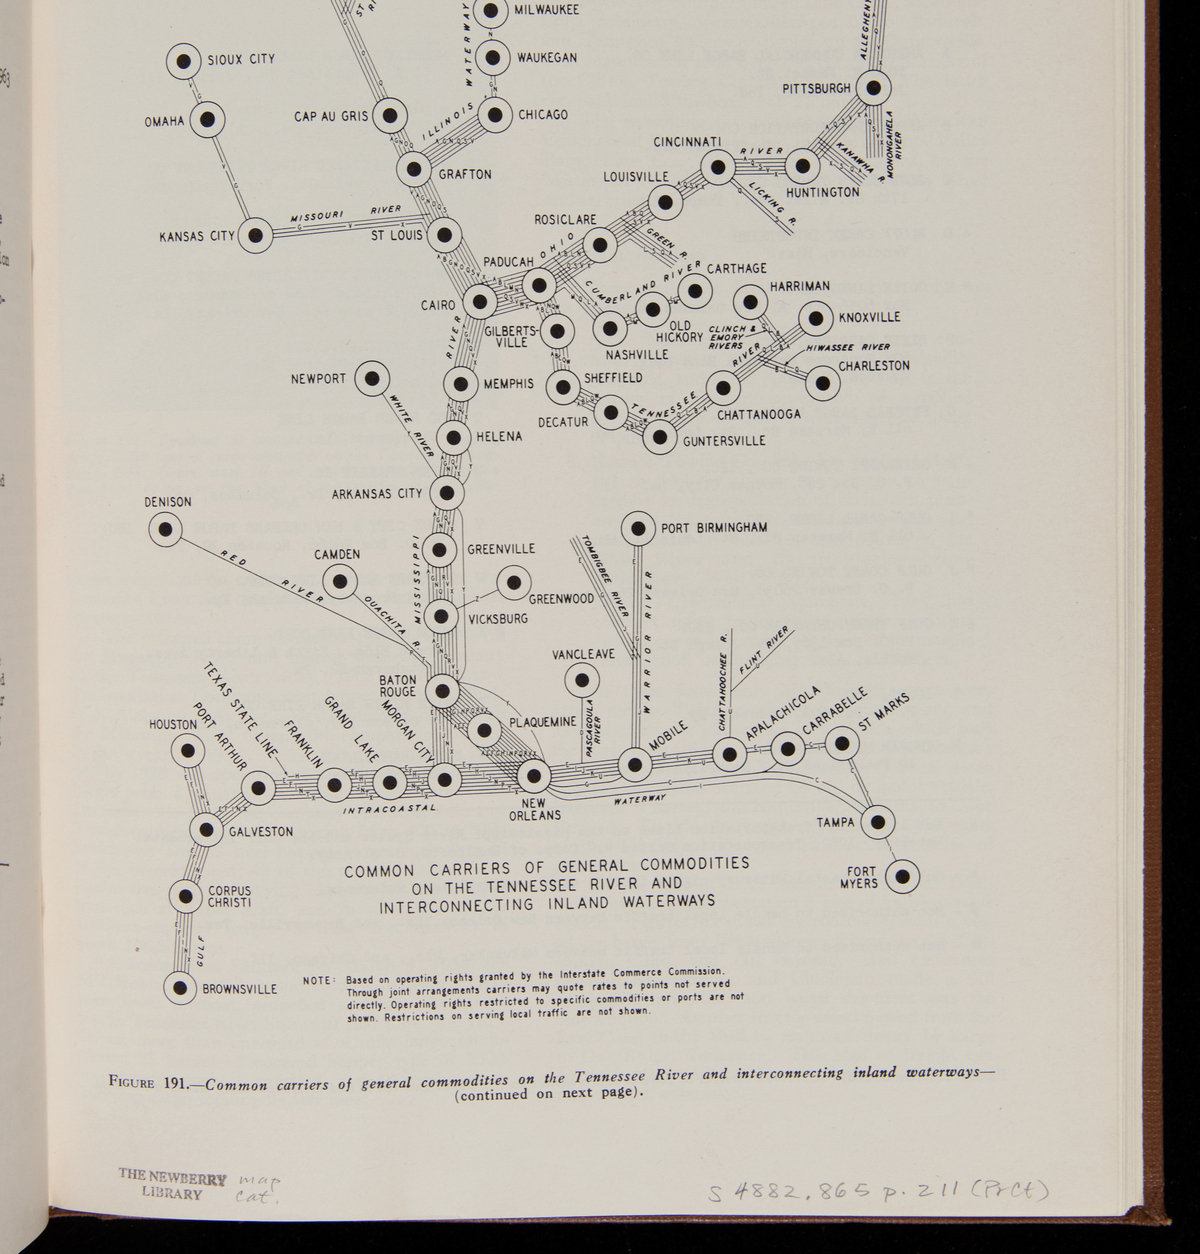 MILWAUKEE
WATERWAY
ALLEGHENY
SIOUX CITY
WAUKEGAN
PITTSBURGH
OMAHA
CAP AU GRIS
ILLINOIS
CHICAGO
MONONGAHELA
RIVER
CINCINNATI
RIVER
KANAWHA R.
GRAFTON
LOUISVILLE
HUNTINGTON
LICKING R.
MISSOURI RIVER
ROSICLARE
KANSAS CITY
ST LOUIS
GREEN R.
PADUCAH
OHIO
CUMBERLAND RIVER
CARTHAGE
HARRIMAN
CAIRO
KNOXVILLE
GILBERTS-
VILLE
OLD
HICKORY
CLINCH &
EMORY
RIVERS
RIVER
NASHVILLE
RIVER
HIWASSEE RIVER
NEWPORT
MEMPHIS
SHEFFIELD
CHARLESTON
WHITE RIVER
DECATUR
TENNESSEE
CHATTANOOGA
HELENA
GUNTERSVILLE
ARKANSAS CITY
DENISON
PORT BIRMINGHAM
RED RIVER
CAMDEN
MISSISSIPPI
GREENVILLE
TOMBIGBEE RIVER
OUACHITA R.
GREENWOOD
WARRIOR RIVER
VICKSBURG
VANCLEAVE
CHATTAHOOCHEE R.
FLINT RIVER
BATON
ROUGE
TEXAS STATE LINE
HOUSTON
PORT ARTHUR
FRANKLIN
GRAND LAKE
MORGAN CITY
PLAQUEMINE
PASCAGOULA
RIVER
MOBILE
APALACHICOLA
CARRABELLE
ST MARKS
INTRACOASTAL
NEW
ORLEANS
WATERWAY
GALVESTON
TAMPA
COMMON CARRIERS OF GENERAL COMMODITIES
ON THE TENNESSEE RIVER AND
INTERCONNECTING INLAND WATERWAYS
FORT
MYERS
CORPUS
CHRISTI
GULF
BROWNSVILLE
NOTE: Based on operating rights granted by the Interstate Commerce Commission.
Through joint arrangements carriers may quote rates to points not served
directly. Operating rights restricted to specific commodities or ports are not
shown. Restrictions on serving local traffic are not shown.
FIGURE 191.—Common carriers of general commodities on the Tennessee River and interconnecting inland waterways—
(continued on next page).
THE NEWBERRY
LIBRARY
map
cat.
S 4882.865 p. 211 (PrCt)